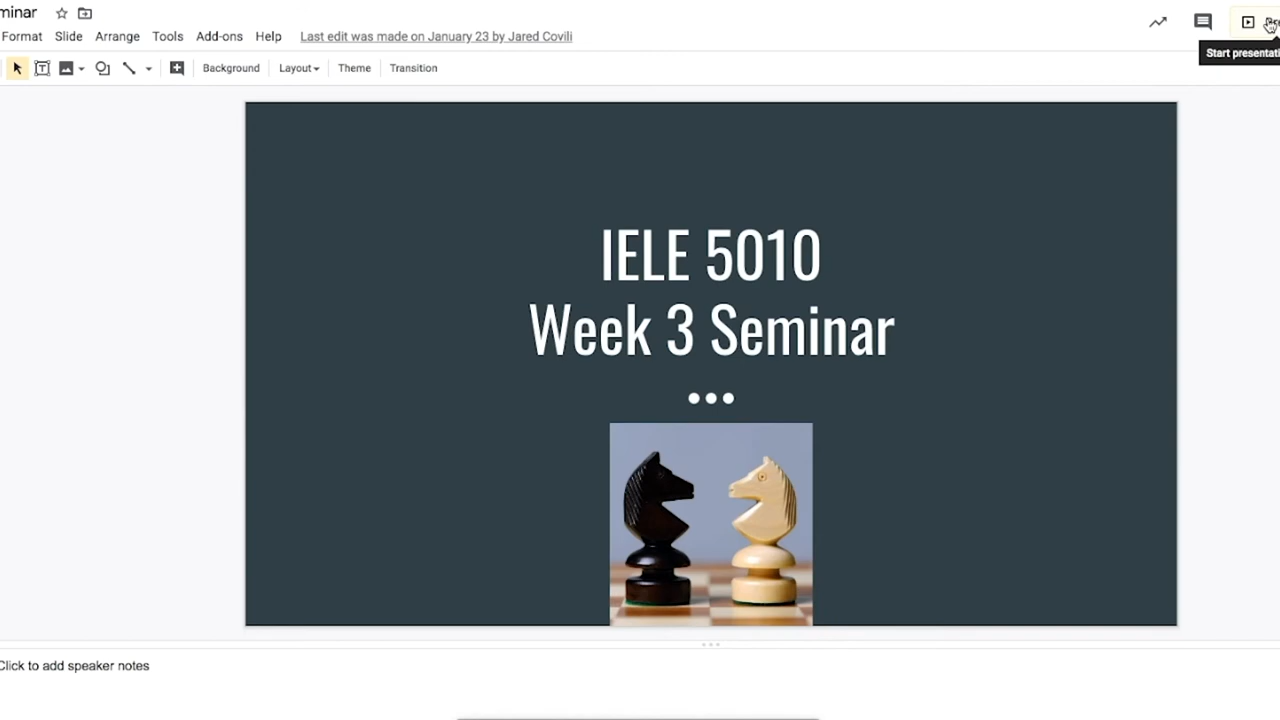 minar
Format Slide Arrange Tools Add-ons Help Last edit was made on January 23 by Jared Covili
Background Layout Theme Transition
Start presentati
IELE 5010
Week 3 Seminar
Click to add speaker notes